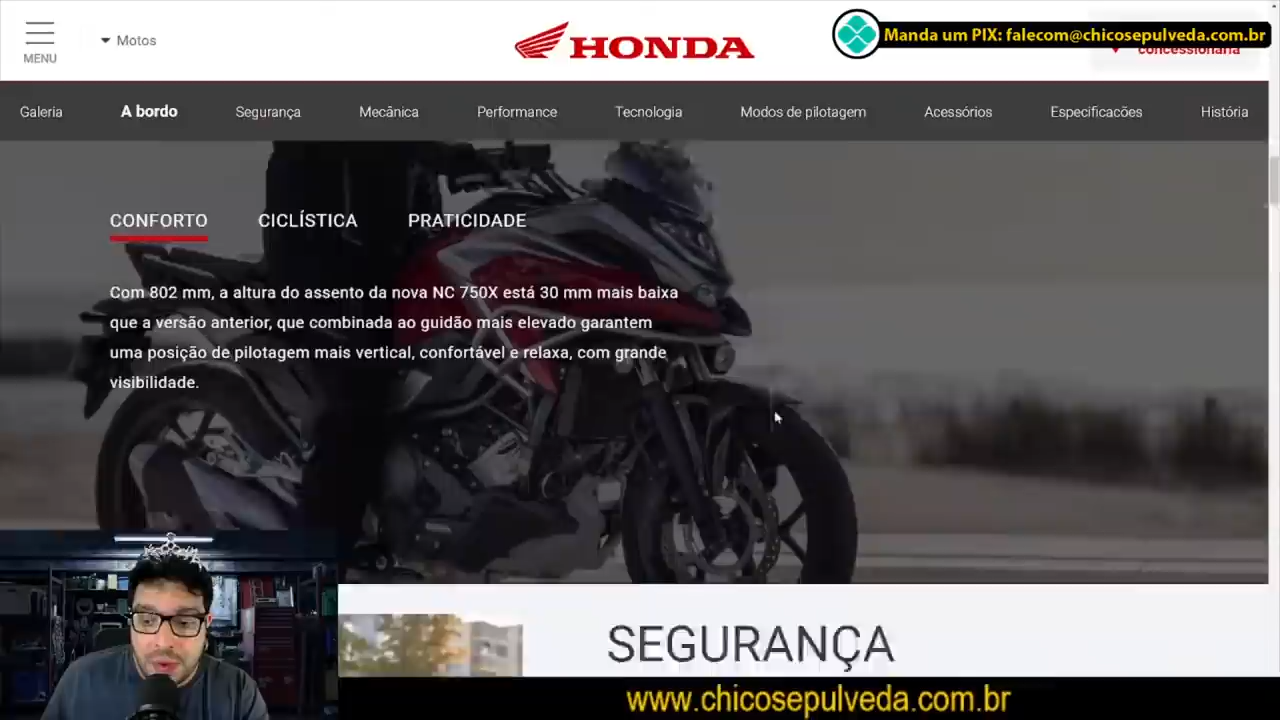 MENU
Motos
HONDA
Manda um PIX: falecom@chicosepulveda.com.br
concessionária
Galeria
A bordo
Segurança
Mecânica
Performance
Tecnologia
Modos de pilotagem
Acessórios
Especificações
História
CONFORTO
CICLÍSTICA
PRATICIDADE
Com 802 mm, a altura do assento da nova NC 750X está 30 mm mais baixa
que a versão anterior, que combinada ao guidão mais elevado garantem
uma posição de pilotagem mais vertical, confortável e relaxa, com grande
visibilidade.
SEGURANÇA
www.chicosepulveda.com.br